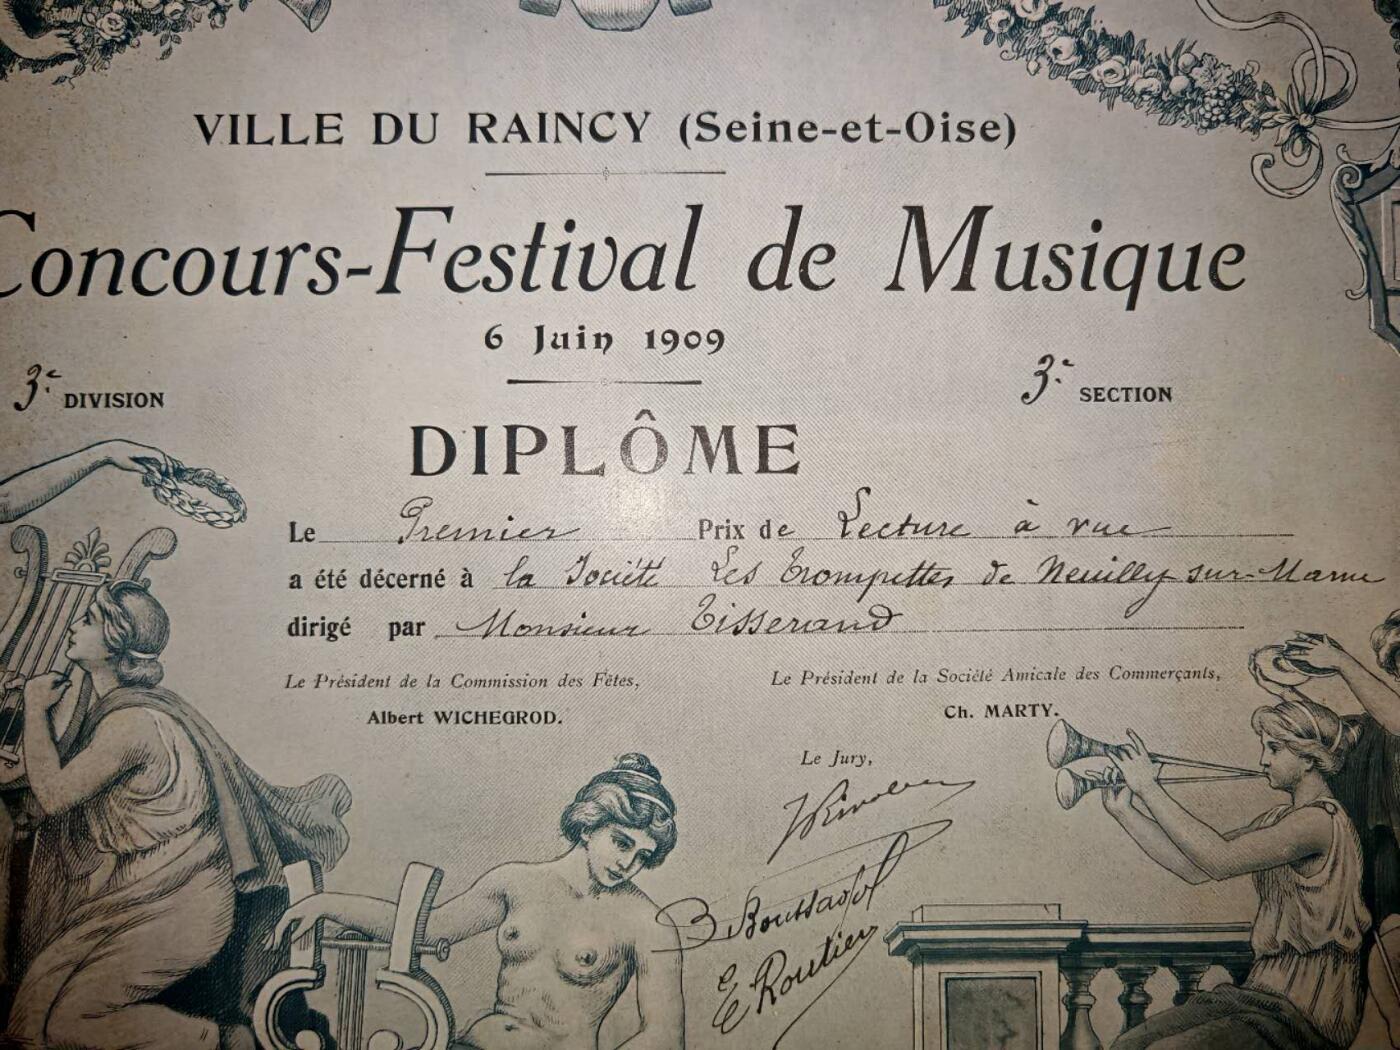 VILLE DU RAINCY (Seine-et-Oise)
Concours-Festival de Musique
6 Juin 1909
3e DIVISION
3e SECTION
DIPLÔME
Le Premier Prix de Lecture à vue
a été décerné à la Société Les Trompettes de Neuilly sur-Marne
dirigé par Monsieur Tisserand
Le Président de la Commission des Fêtes,
Albert WICHEGROD.
Le Président de la Société Amicale des Commerçants,
Ch. MARTY.
Le Jury,
E Routier